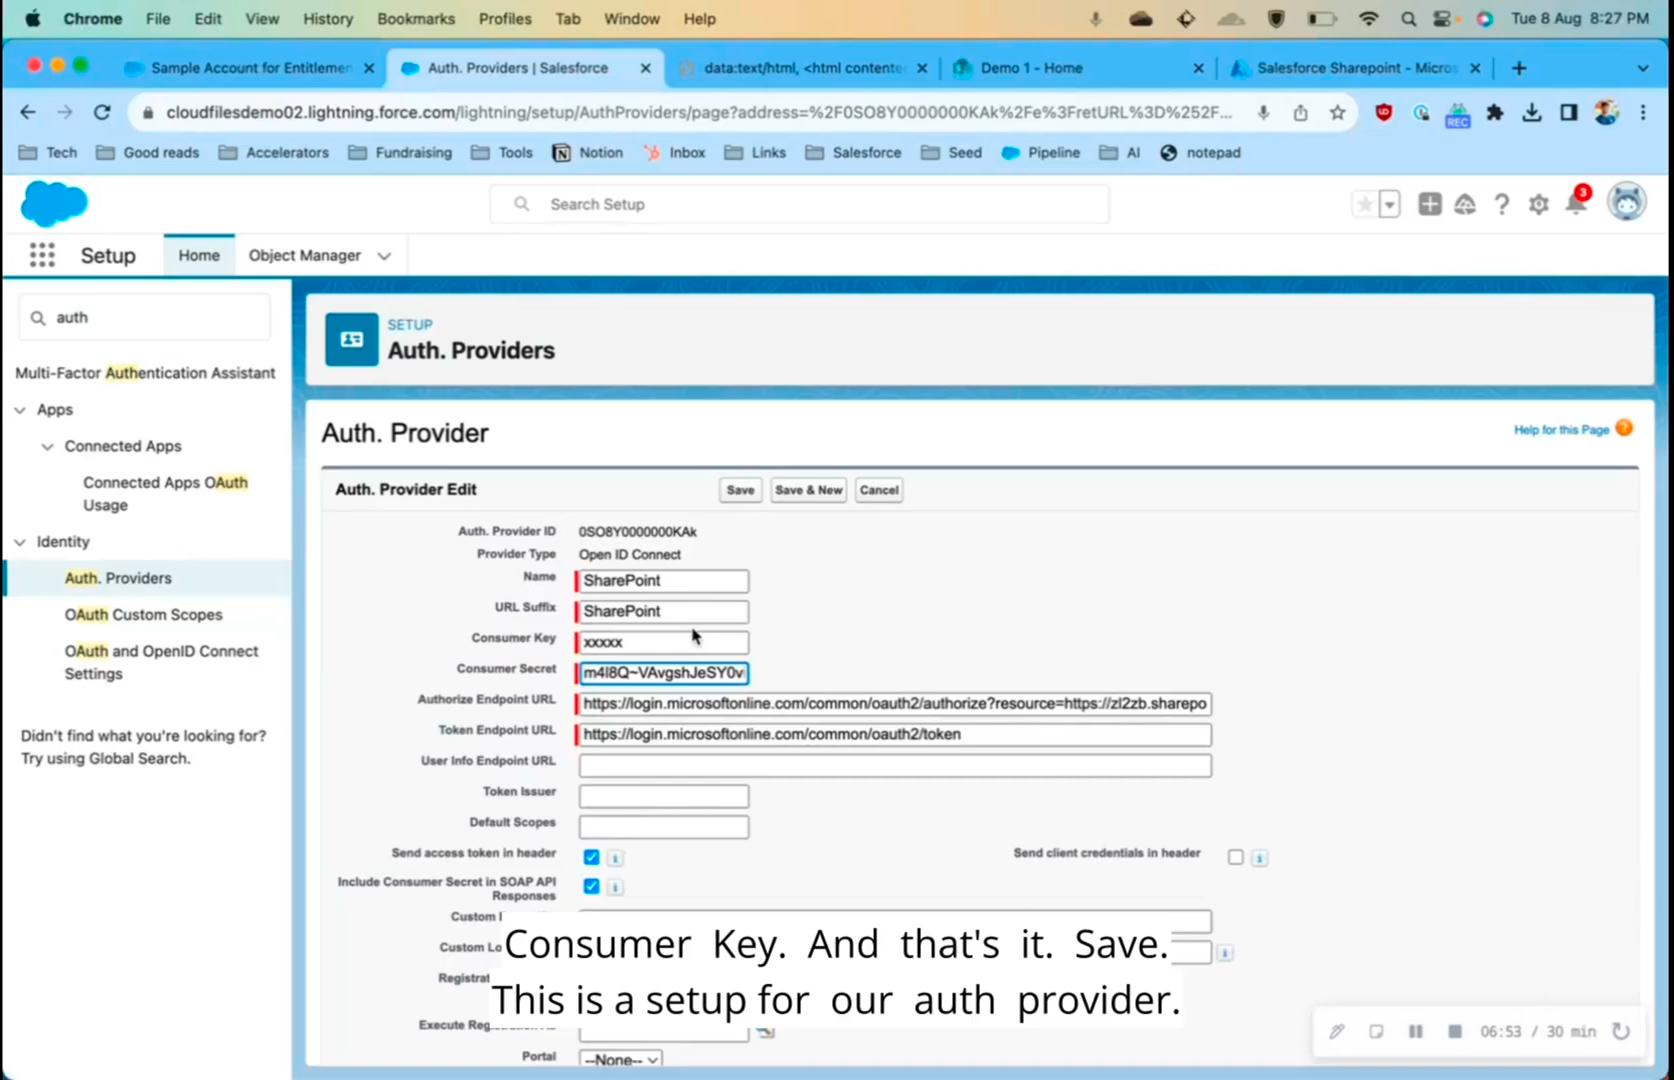 Chrome File Edit View History Bookmarks Profiles Tab Window Help Tue 8 Aug 8:27 PM
Sample Account for Entitlemen Auth. Providers | Salesforce data:text/html, <html contente Demo 1 - Home Salesforce Sharepoint - Micros
cloudfilesdemo02.lightning.force.com/lightning/setup/AuthProviders/page?address=%2F0SO8Y0000000KAk%2Fe%3FretURL%3D%252F...
REC
Tech Good reads Accelerators Fundraising Tools Notion Inbox Links Salesforce Seed Pipeline AI notepad
Search Setup
3
Setup Home Object Manager
auth
Multi-Factor Authentication Assistant
Apps
Connected Apps
Connected Apps OAuth
Usage
Identity
Auth. Providers
OAuth Custom Scopes
OAuth and OpenID Connect
Settings
Didn't find what you're looking for?
Try using Global Search.
SETUP
Auth. Providers
Auth. Provider
Help for this Page ?
Auth. Provider Edit Save Save & New Cancel
Auth. Provider ID 0SO8Y0000000KAk
Provider Type Open ID Connect
Name SharePoint
URL Suffix SharePoint
Consumer Key xxxxx
Consumer Secret m4l8Q~VAvgshJeSY0v
Authorize Endpoint URL https://login.microsoftonline.com/common/oauth2/authorize?resource=https://zl2zb.sharepo
Token Endpoint URL https://login.microsoftonline.com/common/oauth2/token
User Info Endpoint URL
Token Issuer
Default Scopes
Send access token in header Send client credentials in header
Include Consumer Secret in SOAP API
Responses
Custom
Custom Lo
Registrat
Execute Reg
Portal --None--
Consumer Key. And that's it. Save.
This is a setup for our auth provider.
06:53 / 30 min